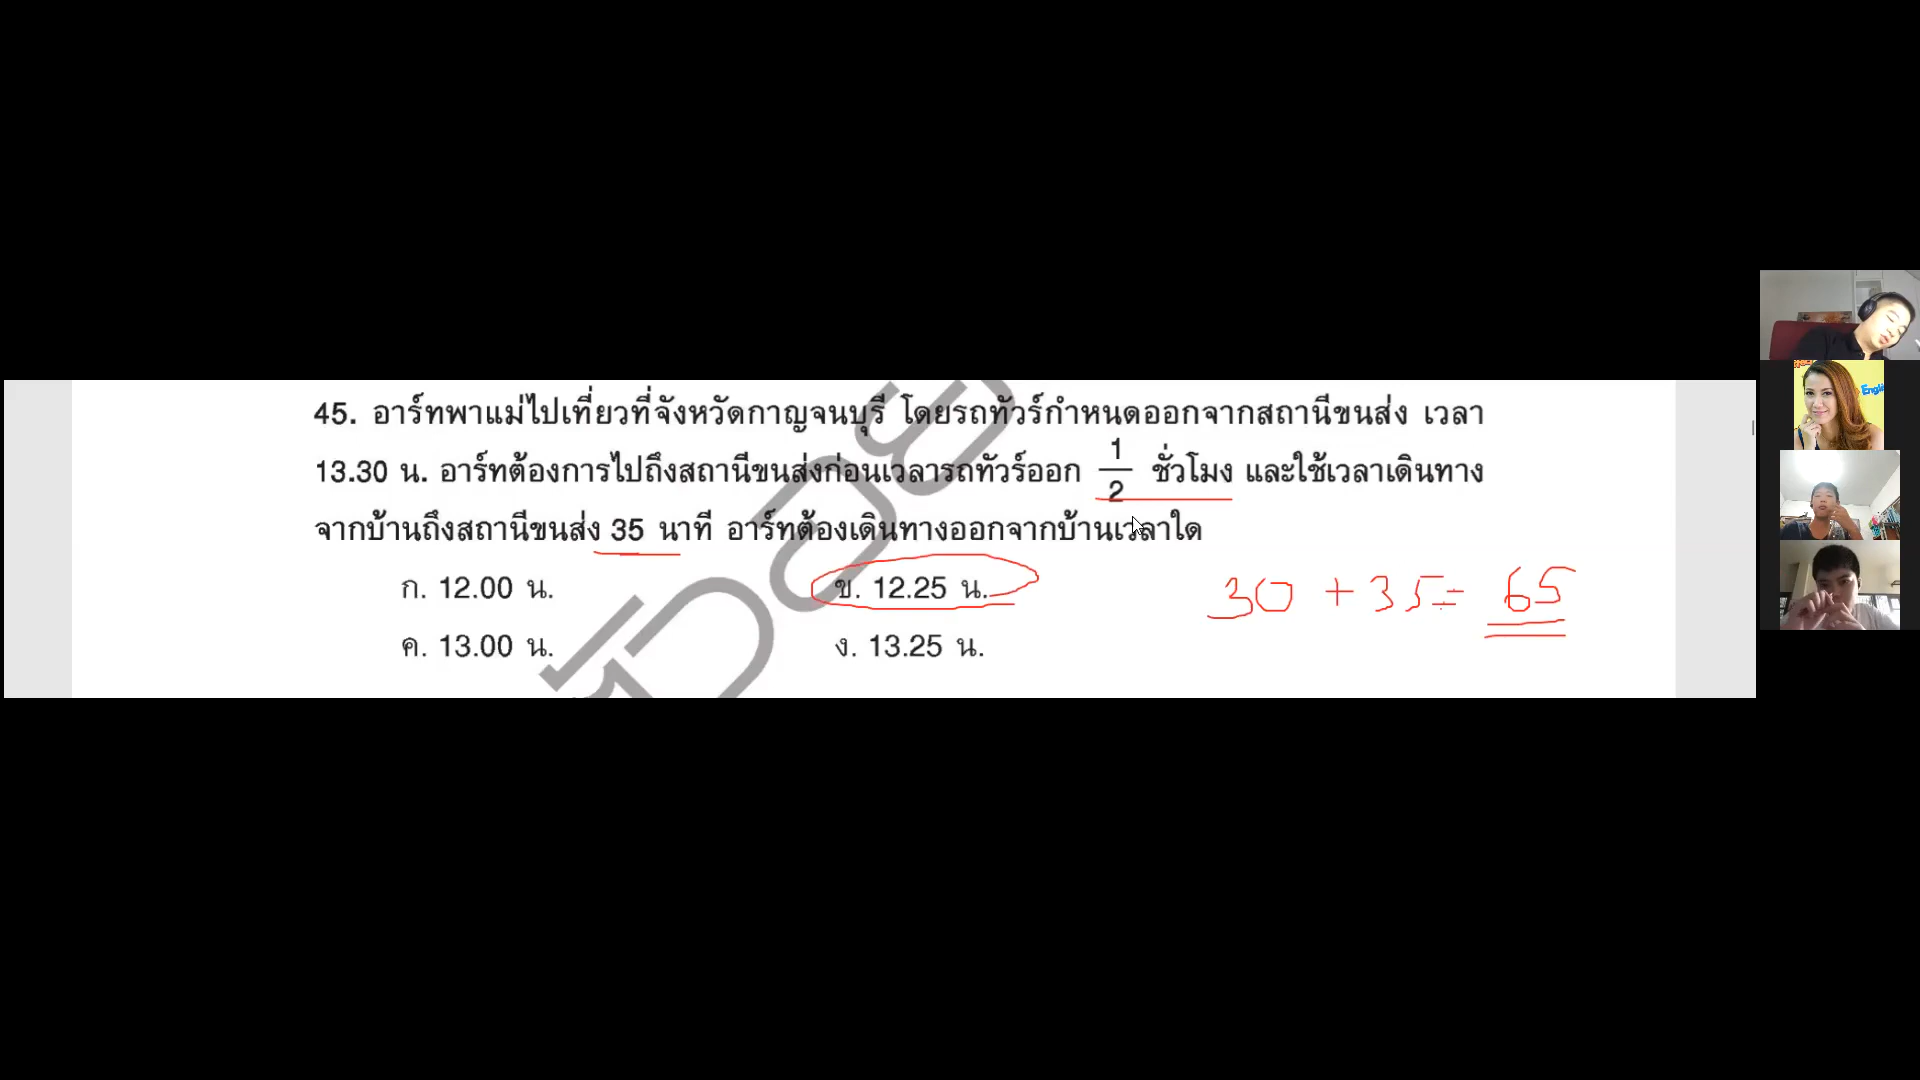 45. อาร์ทพาแม่ไปเที่ยวที่จังหวัดกาญจนบุรี โดยรถทัวร์กำหนดออกจากสถานีขนส่ง เวลา
13.30 น. อาร์ทต้องการไปถึงสถานีขนส่งก่อนเวลารถทัวร์ออก 1/2 ชั่วโมง และใช้เวลาเดินทาง
จากบ้านถึงสถานีขนส่ง 35 นาที อาร์ทต้องเดินทางออกจากบ้านเวลาใด
ก. 12.00 น. ข. 12.25 น.
30 + 35 = 65
ค. 13.00 น. ง. 13.25 น.